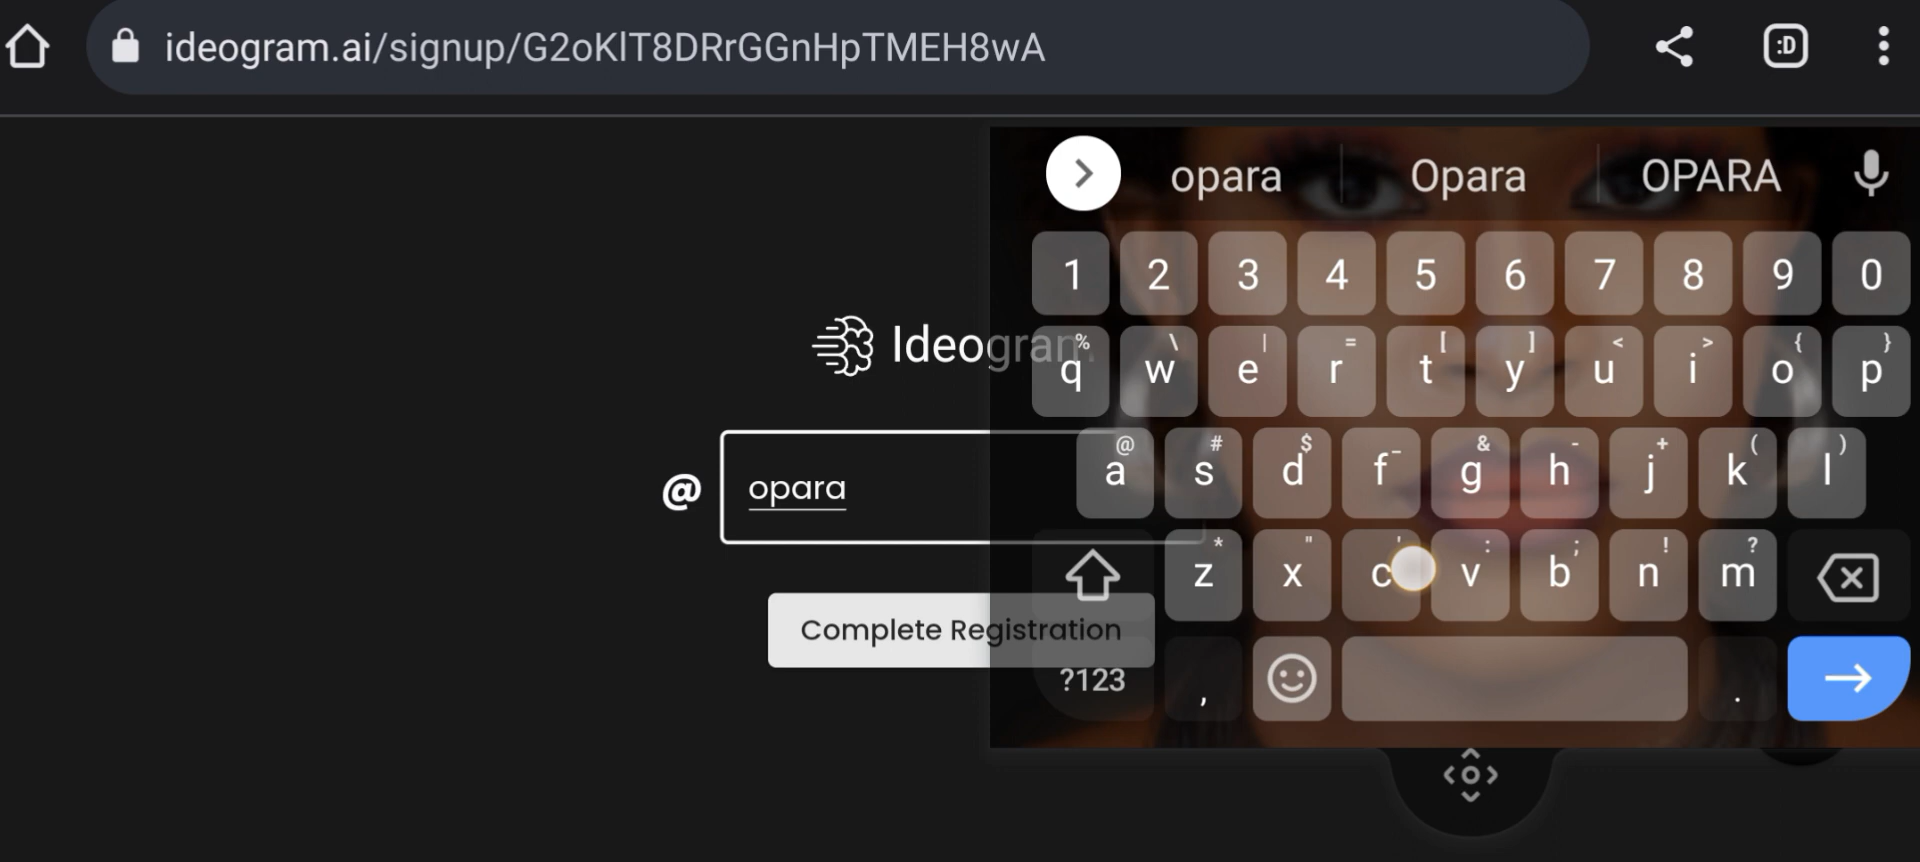 ideogram.ai/signup/G2oKlT8DRrGGnHpTMEH8wA
:D
opara Opara OPARA
1 2 3 4 5 6 7 8 9 0
Ideogram
% \ | = [ ] < > { }
q w e r t y u i o p
@ # $ - & - + ( )
a s d f g h j k l
@ opara
* " ' : ; ! ?
z x c v b n m
Complete Registration
?123 , .